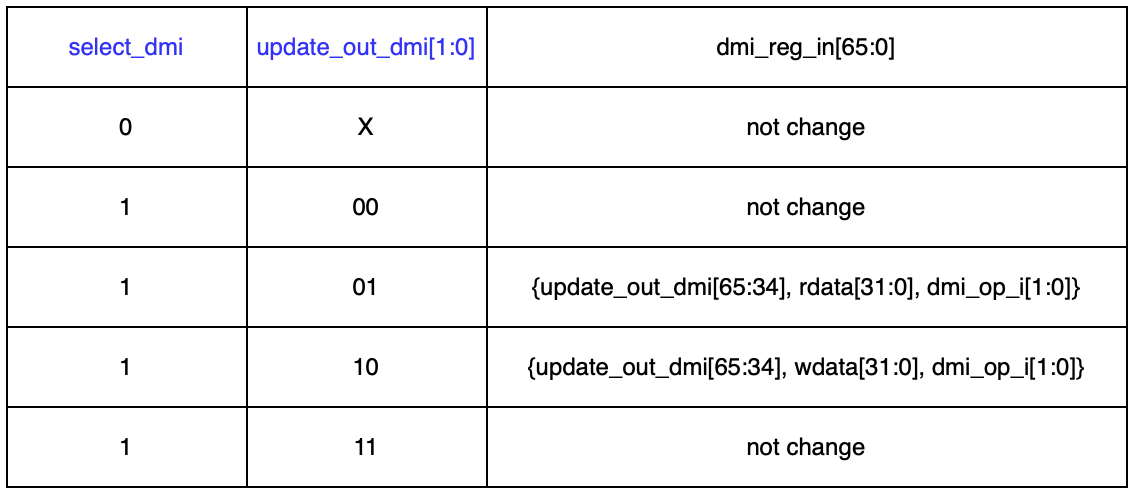 select_dmi update_out_dmi[1:0] dmi_reg_in[65:0]
0 X not change
1 00 not change
1 01 {update_out_dmi[65:34], rdata[31:0], dmi_op_i[1:0]}
1 10 {update_out_dmi[65:34], wdata[31:0], dmi_op_i[1:0]}
1 11 not change